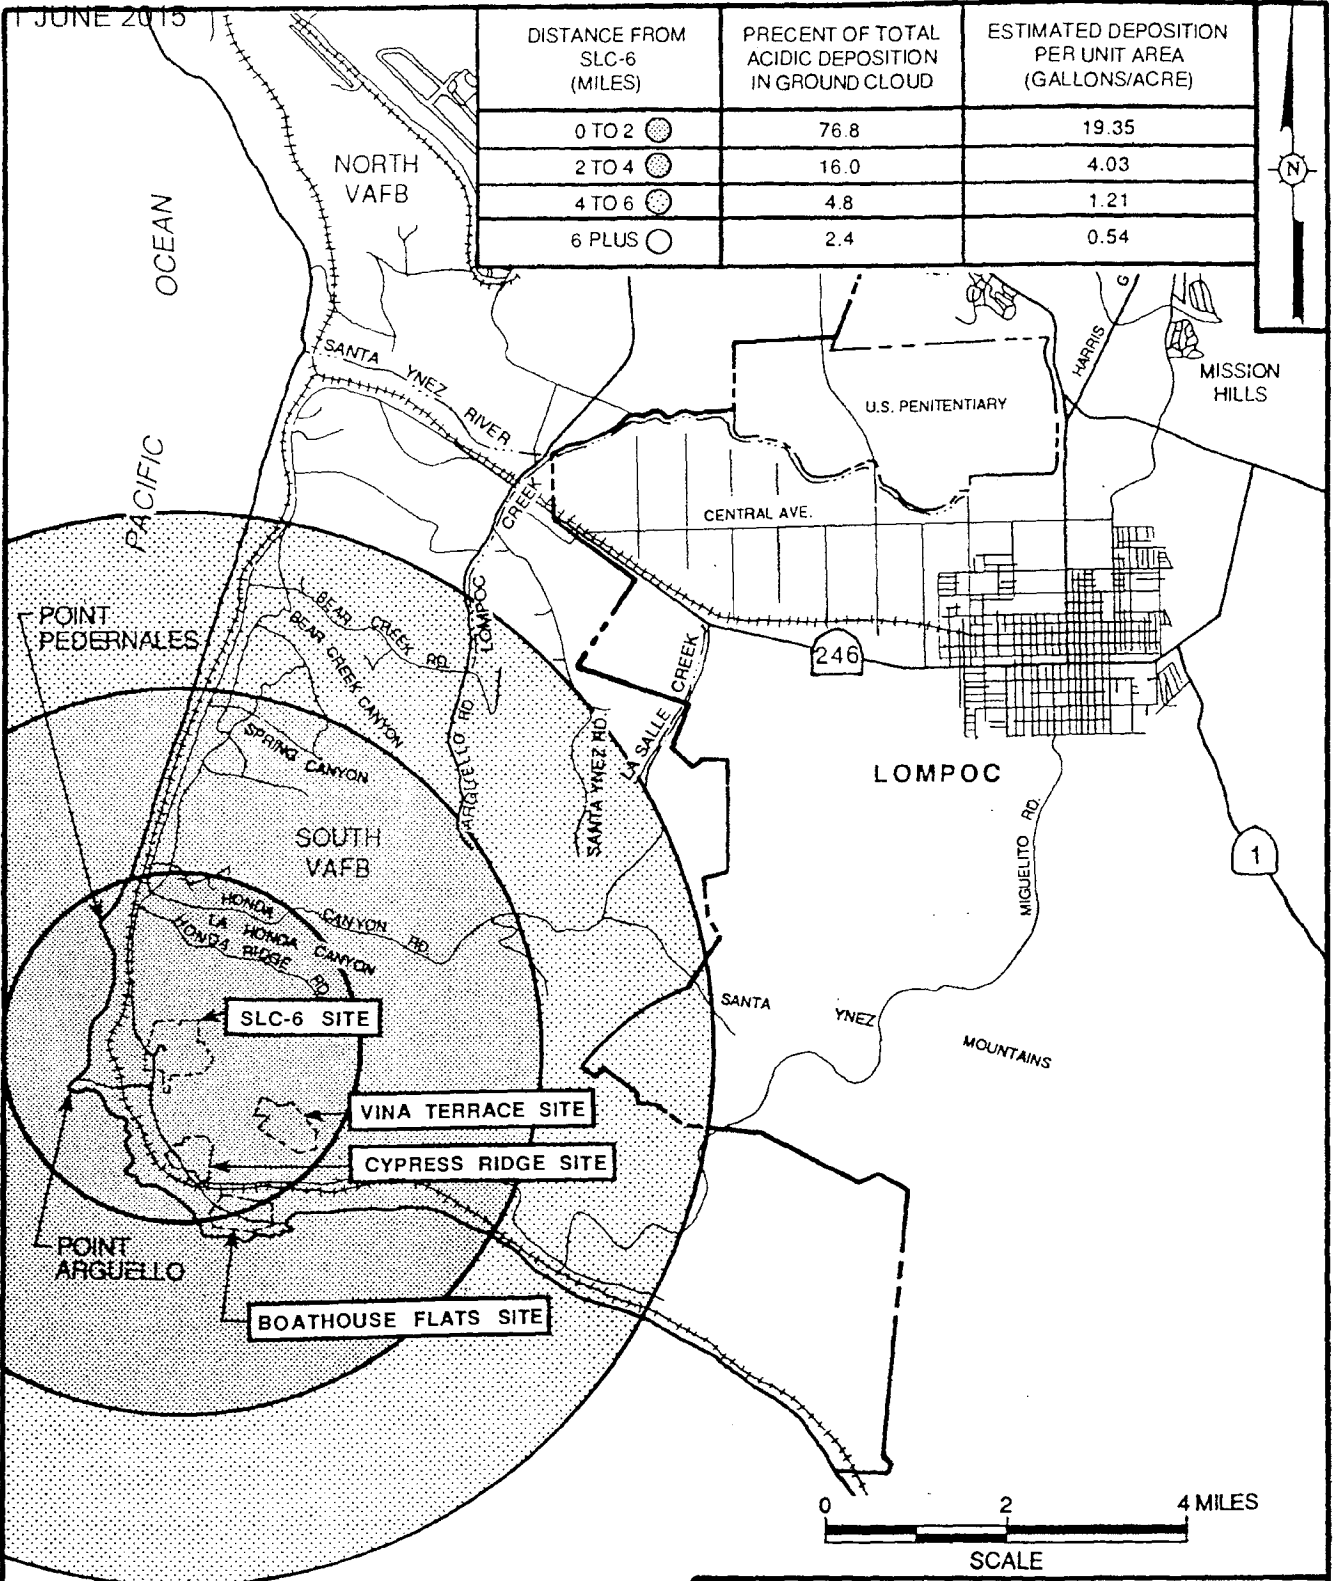 1 JUNE 2015
DISTANCE FROM
SLC-6
(MILES)
PRECENT OF TOTAL
ACIDIC DEPOSITION
IN GROUND CLOUD
ESTIMATED DEPOSITION
PER UNIT AREA
(GALLONS/ACRE)
0 TO 2
76.8
19.35
2 TO 4
16.0
4.03
4 TO 6
4.8
1.21
6 PLUS
2.4
0.54
N
NORTH
VAFB
PACIFIC OCEAN
SANTA YNEZ RIVER
HARRIS G
MISSION
HILLS
U.S. PENITENTIARY
CENTRAL AVE.
LOMPOC CREEK
POINT
PEDERNALES
BEAR CREEK RD.
BEAR CREEK CANYON
246
LA SALLE CREEK
SPRING CANYON
ARGUELLO RD.
SANTA YNEZ RD.
LOMPOC
MIGUELITO RD.
1
SOUTH
VAFB
HONDA CANYON RD.
LA HONDA CANYON
HONDA RIDGE RD.
SLC-6 SITE
SANTA YNEZ MOUNTAINS
VINA TERRACE SITE
CYPRESS RIDGE SITE
POINT
ARGUELLO
BOATHOUSE FLATS SITE
0 2 4 MILES
SCALE